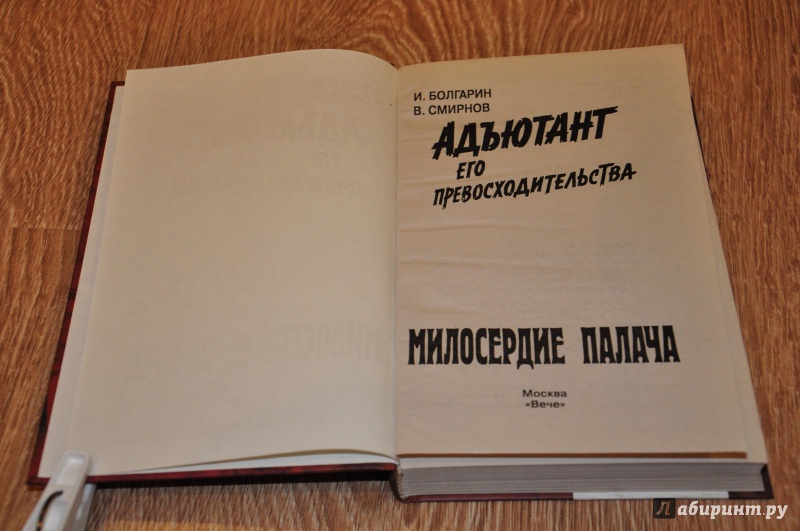 И. БОЛГАРИН
В. СМИРНОВ
АДЪЮТАНТ
ЕГО
ПРЕВОСХОДИТЕЛЬСТВА
МИЛОСЕРДИЕ ПАЛАЧА
Москва
«Вече»
Лабиринт.ру